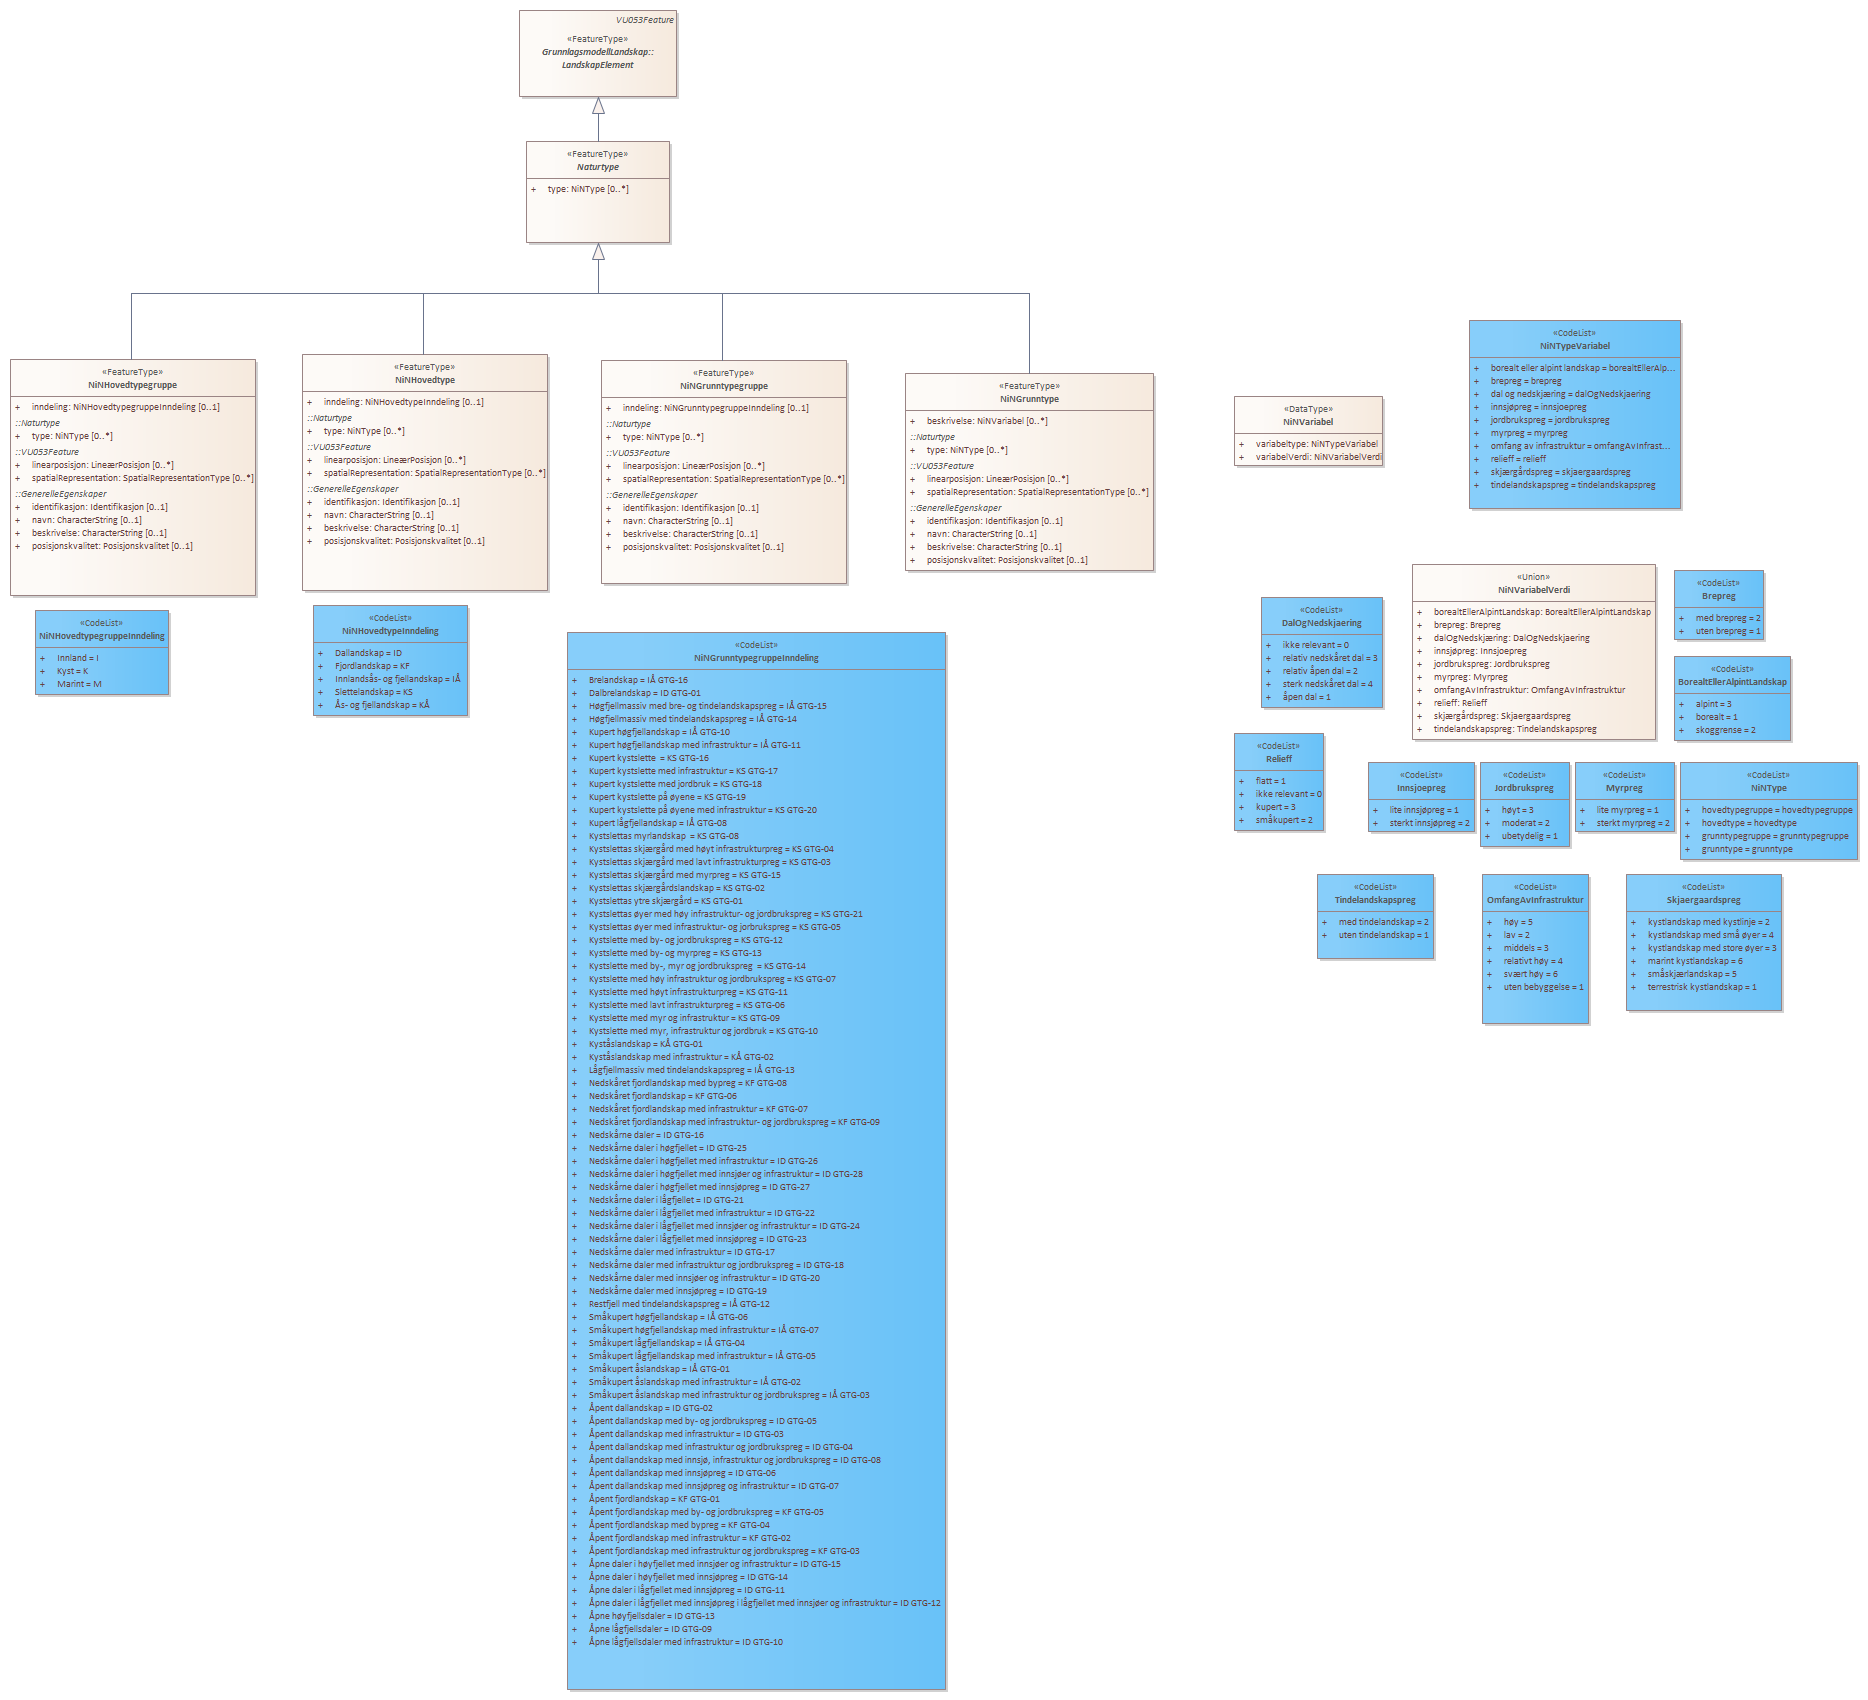 VU053Feature
«FeatureType»
GrunnlagsmodellLandskap::
LandskapElement
«FeatureType»
Naturtype
+ type: NiNType [0..*]
«FeatureType»
NiNHovedtypegruppe
+ inndeling: NiNHovedtypegruppeInndeling [0..1]
::Naturtype
+ type: NiNType [0..*]
::VU053Feature
+ linearposisjon: LineærPosisjon [0..*]
+ spatialRepresentation: SpatialRepresentationType [0..*]
::GenerelleEgenskaper
+ identifikasjon: Identifikasjon [0..1]
+ navn: CharacterString [0..1]
+ beskrivelse: CharacterString [0..1]
+ posisjonskvalitet: Posisjonskvalitet [0..1]
«FeatureType»
NiNHovedtype
+ inndeling: NiNHovedtypeInndeling [0..1]
::Naturtype
+ type: NiNType [0..*]
::VU053Feature
+ linearposisjon: LineærPosisjon [0..*]
+ spatialRepresentation: SpatialRepresentationType [0..*]
::GenerelleEgenskaper
+ identifikasjon: Identifikasjon [0..1]
+ navn: CharacterString [0..1]
+ beskrivelse: CharacterString [0..1]
+ posisjonskvalitet: Posisjonskvalitet [0..1]
«FeatureType»
NiNGrunntypegruppe
+ inndeling: NiNGrunntypegruppeInndeling [0..1]
::Naturtype
+ type: NiNType [0..*]
::VU053Feature
+ linearposisjon: LineærPosisjon [0..*]
+ spatialRepresentation: SpatialRepresentationType [0..*]
::GenerelleEgenskaper
+ identifikasjon: Identifikasjon [0..1]
+ navn: CharacterString [0..1]
+ beskrivelse: CharacterString [0..1]
+ posisjonskvalitet: Posisjonskvalitet [0..1]
«FeatureType»
NiNGrunntype
+ beskrivelse: NiNVariabel [0..*]
::Naturtype
+ type: NiNType [0..*]
::VU053Feature
+ linearposisjon: LineærPosisjon [0..*]
+ spatialRepresentation: SpatialRepresentationType [0..*]
::GenerelleEgenskaper
+ identifikasjon: Identifikasjon [0..1]
+ navn: CharacterString [0..1]
+ beskrivelse: CharacterString [0..1]
+ posisjonskvalitet: Posisjonskvalitet [0..1]
«DataType»
NiNVariabel
+ variabeltype: NiNTypeVariabel
+ variabelVerdi: NiNVariabelVerdi
«CodeList»
NiNTypeVariabel
+ borealt eller alpint landskap = borealtEllerAlp...
+ brepreg = brepreg
+ dal og nedskjæring = dalOgNedskjaering
+ innsjøpreg = innsjoepreg
+ jordbrukspreg = jordbrukspreg
+ myrpreg = myrpreg
+ omfang av infrastruktur = omfangAvInfrast...
+ relieff = relieff
+ skjærgårdspreg = skjaergaardspreg
+ tindelandskapspreg = tindelandskapspreg
«CodeList»
NiNHovedtypegruppeInndeling
+ Innland = I
+ Kyst = K
+ Marint = M
«CodeList»
NiNHovedtypeInndeling
+ Dallandskap = ID
+ Fjordlandskap = KF
+ Innlandsås- og fjellandskap = IÅ
+ Slettelandskap = KS
+ Ås- og fjellandskap = KÅ
«CodeList»
NiNGrunntypegruppeInndeling
+ Brelandskap = IÅ GTG-16
+ Dalbrelandskap = ID GTG-01
+ Høgfjellmassiv med bre- og tindelandskapspreg = IÅ GTG-15
+ Høgfjellmassiv med tindelandskapspreg = IÅ GTG-14
+ Kupert høgfjellandskap = IÅ GTG-10
+ Kupert høgfjellandskap med infrastruktur = IÅ GTG-11
+ Kupert kystslette = KS GTG-16
+ Kupert kystslette med infrastruktur = KS GTG-17
+ Kupert kystslette med jordbruk = KS GTG-18
+ Kupert kystslette på øyene = KS GTG-19
+ Kupert kystslette på øyene med infrastruktur = KS GTG-20
+ Kupert lågfjellandskap = IÅ GTG-08
+ Kystslettas myrlandskap = KS GTG-08
+ Kystslettas skjærgård med høyt infrastrukturpreg = KS GTG-04
+ Kystslettas skjærgård med lavt infrastrukturpreg = KS GTG-03
+ Kystslettas skjærgård med myrpreg = KS GTG-15
+ Kystslettas skjærgårdslandskap = KS GTG-02
+ Kystslettas ytre skjærgård = KS GTG-01
+ Kystslettas øyer med høy infrastruktur- og jordbrukspreg = KS GTG-21
+ Kystslettas øyer med infrastruktur- og jorbrukspreg = KS GTG-05
+ Kystslette med by- og jordbrukspreg = KS GTG-12
+ Kystslette med by- og myrpreg = KS GTG-13
+ Kystslette med by-, myr og jordbrukspreg = KS GTG-14
+ Kystslette med høy infrastruktur og jordbrukspreg = KS GTG-07
+ Kystslette med høyt infrastrukturpreg = KS GTG-11
+ Kystslette med lavt infrastrukturpreg = KS GTG-06
+ Kystslette med myr og infrastruktur = KS GTG-09
+ Kystslette med myr, infrastruktur og jordbruk = KS GTG-10
+ Kyståslandskap = KÅ GTG-01
+ Kyståslandskap med infrastruktur = KÅ GTG-02
+ Lågfjellmassiv med tindelandskapspreg = IÅ GTG-13
+ Nedskåret fjordlandskap med bypreg = KF GTG-08
+ Nedskåret fjordlandskap = KF GTG-06
+ Nedskåret fjordlandskap med infrastruktur = KF GTG-07
+ Nedskåret fjordlandskap med infrastruktur- og jordbrukspreg = KF GTG-09
+ Nedskårne daler = ID GTG-16
+ Nedskårne daler i høgfjellet = ID GTG-25
+ Nedskårne daler i høgfjellet med infrastruktur = ID GTG-26
+ Nedskårne daler i høgfjellet med innsjøer og infrastruktur = ID GTG-28
+ Nedskårne daler i høgfjellet med innsjøpreg = ID GTG-27
+ Nedskårne daler i lågfjellet = ID GTG-21
+ Nedskårne daler i lågfjellet med infrastruktur = ID GTG-22
+ Nedskårne daler i lågfjellet med innsjøer og infrastruktur = ID GTG-24
+ Nedskårne daler i lågfjellet med innsjøpreg = ID GTG-23
+ Nedskårne daler med infrastruktur = ID GTG-17
+ Nedskårne daler med infrastruktur og jordbrukspreg = ID GTG-18
+ Nedskårne daler med innsjøer og infrastruktur = ID GTG-20
+ Nedskårne daler med innsjøpreg = ID GTG-19
+ Restfjell med tindelandskapspreg = IÅ GTG-12
+ Småkupert høgfjellandskap = IÅ GTG-06
+ Småkupert høgfjellandskap med infrastruktur = IÅ GTG-07
+ Småkupert lågfjellandskap = IÅ GTG-04
+ Småkupert lågfjellandskap med infrastruktur = IÅ GTG-05
+ Småkupert åslandskap = IÅ GTG-01
+ Småkupert åslandskap med infrastruktur = IÅ GTG-02
+ Småkupert åslandskap med infrastruktur og jordbrukspreg = IÅ GTG-03
+ Åpent dallandskap = ID GTG-02
+ Åpent dallandskap med by- og jordbrukspreg = ID GTG-05
+ Åpent dallandskap med infrastruktur = ID GTG-03
+ Åpent dallandskap med infrastruktur og jordbrukspreg = ID GTG-04
+ Åpent dallandskap med innsjø, infrastruktur og jordbrukspreg = ID GTG-08
+ Åpent dallandskap med innsjøpreg = ID GTG-06
+ Åpent dallandskap med innsjøpreg og infrastruktur = ID GTG-07
+ Åpent fjordlandskap = KF GTG-01
+ Åpent fjordlandskap med by- og jordbrukspreg = KF GTG-05
+ Åpent fjordlandskap med bypreg = KF GTG-04
+ Åpent fjordlandskap med infrastruktur = KF GTG-02
+ Åpent fjordlandskap med infrastruktur og jordbrukspreg = KF GTG-03
+ Åpne daler i høyfjellet med innsjøer og infrastruktur = ID GTG-15
+ Åpne daler i høyfjellet med innsjøpreg = ID GTG-14
+ Åpne daler i lågfjellet med innsjøpreg = ID GTG-11
+ Åpne daler i lågfjellet med innsjøpreg i lågfjellet med innsjøer og infrastruktur = ID GTG-12
+ Åpne høyfjellsdaler = ID GTG-13
+ Åpne lågfjellsdaler = ID GTG-09
+ Åpne lågfjellsdaler med infrastruktur = ID GTG-10
«CodeList»
DalOgNedskjaering
+ ikke relevant = 0
+ relativ nedskåret dal = 3
+ relativ åpen dal = 2
+ sterk nedskåret dal = 4
+ åpen dal = 1
«Union»
NiNVariabelVerdi
+ borealtEllerAlpintLandskap: BorealtEllerAlpintLandskap
+ brepreg: Brepreg
+ dalOgNedskjæring: DalOgNedskjaering
+ innsjøpreg: Innsjoepreg
+ jordbrukspreg: Jordbrukspreg
+ myrpreg: Myrpreg
+ omfangAvInfrastruktur: OmfangAvInfrastruktur
+ relieff: Relieff
+ skjærgårdspreg: Skjaergaardspreg
+ tindelandskapspreg: Tindelandskapspreg
«CodeList»
Brepreg
+ med brepreg = 2
+ uten brepreg = 1
«CodeList»
BorealtEllerAlpintLandskap
+ alpint = 3
+ borealt = 1
+ skoggrense = 2
«CodeList»
Relieff
+ flatt = 1
+ ikke relevant = 0
+ kupert = 3
+ småkupert = 2
«CodeList»
Innsjoepreg
+ lite innsjøpreg = 1
+ sterkt innsjøpreg = 2
«CodeList»
Jordbrukspreg
+ høyt = 3
+ moderat = 2
+ ubetydelig = 1
«CodeList»
Myrpreg
+ lite myrpreg = 1
+ sterkt myrpreg = 2
«CodeList»
NiNType
+ hovedtypegruppe = hovedtypegruppe
+ hovedtype = hovedtype
+ grunntypegruppe = grunntypegruppe
+ grunntype = grunntype
«CodeList»
Tindelandskapspreg
+ med tindelandskap = 2
+ uten tindelandskap = 1
«CodeList»
OmfangAvInfrastruktur
+ høy = 5
+ lav = 2
+ middels = 3
+ relativt høy = 4
+ svært høy = 6
+ uten bebyggelse = 1
«CodeList»
Skjaergaardspreg
+ kystlandskap med kystlinje = 2
+ kystlandskap med små øyer = 4
+ kystlandskap med store øyer = 3
+ marint kystlandskap = 6
+ småskjærlandskap = 5
+ terrestrisk kystlandskap = 1